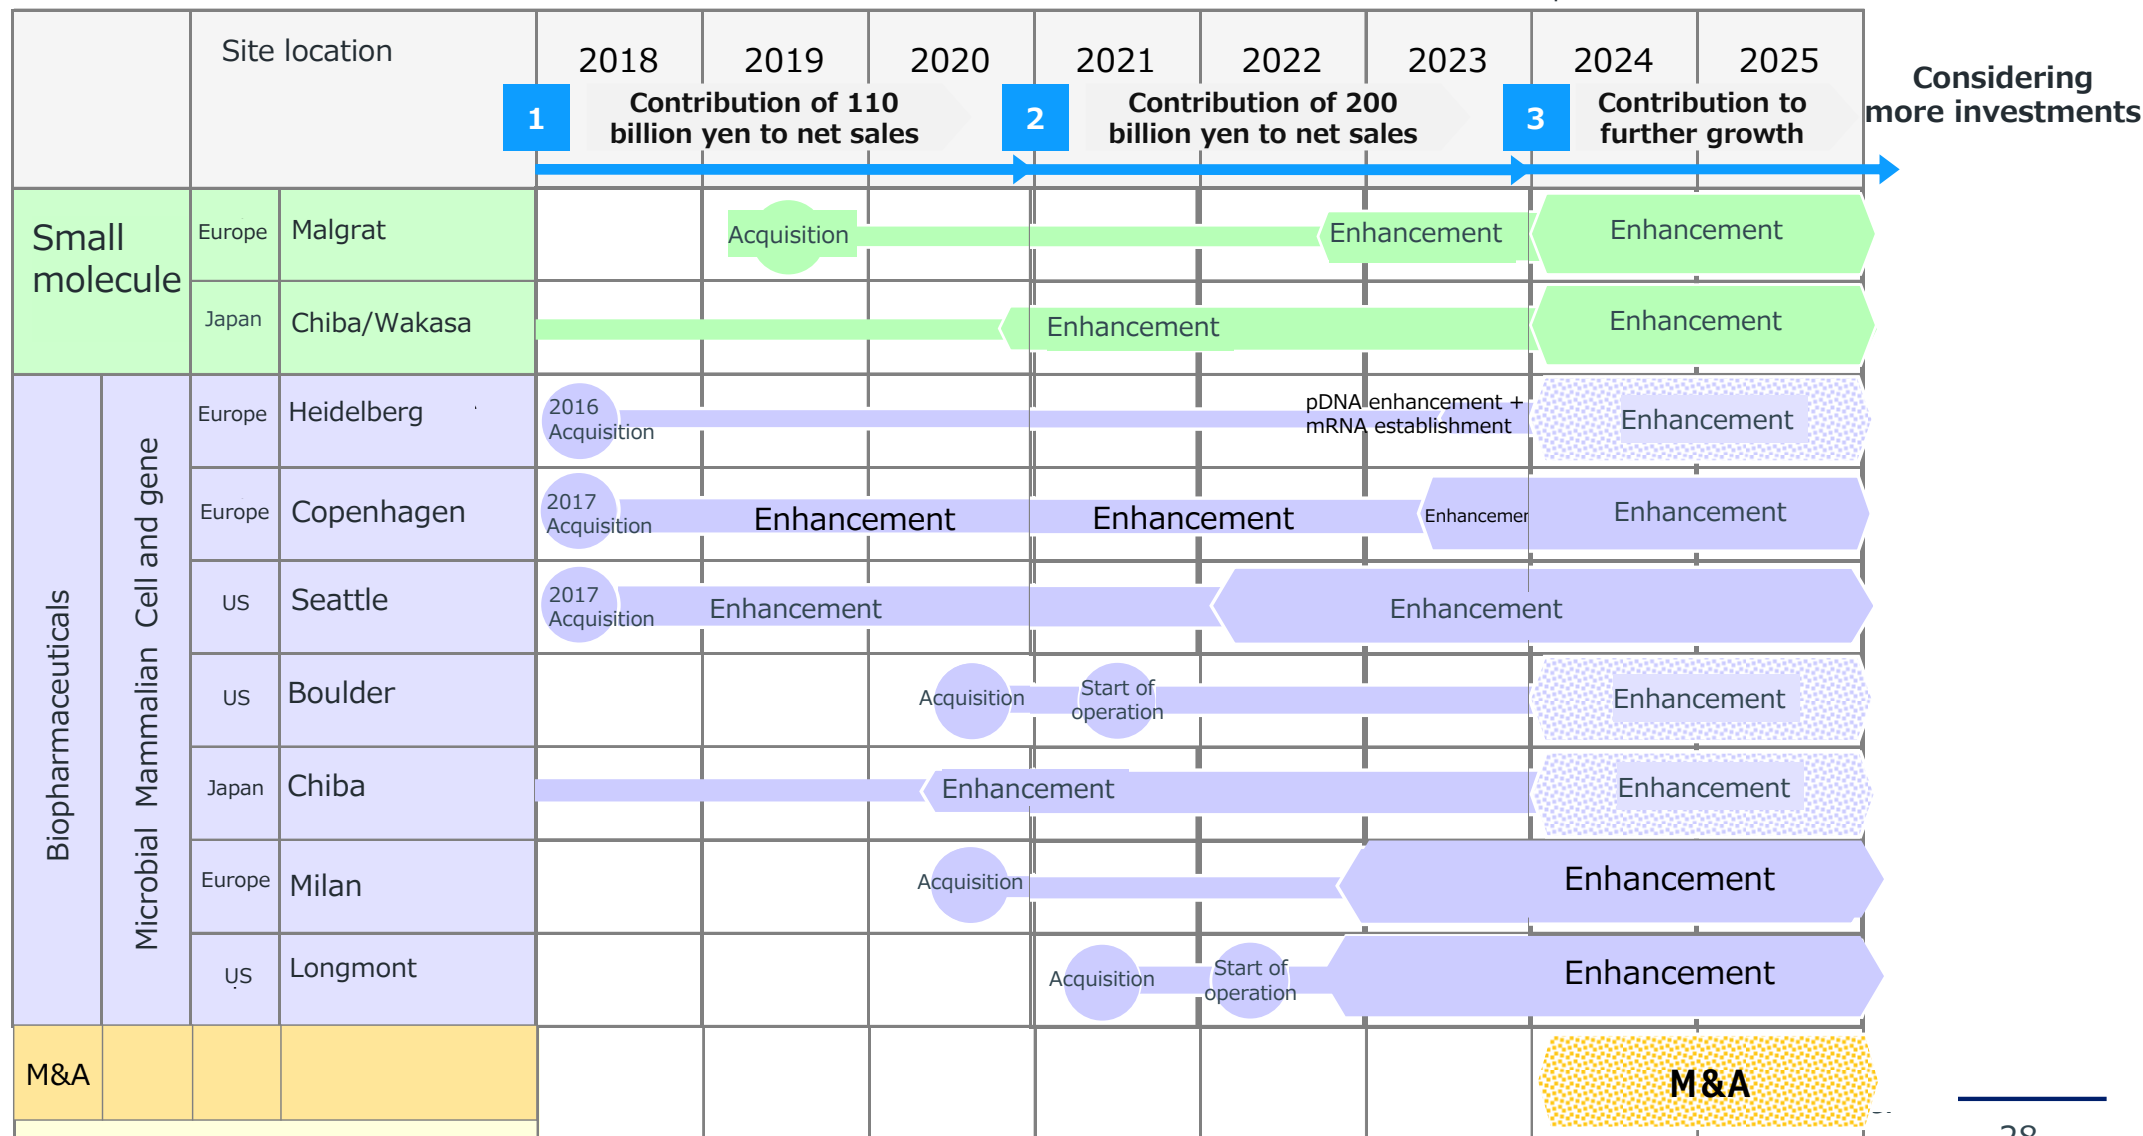 Site location
2018
2019
2020
2021
2022
2023
2024
2025
Considering
more investments
1
Contribution of 110
billion yen to net sales
2
Contribution of 200
billion yen to net sales
3
Contribution to
further growth
Small
molecule
Europe
Malgrat
Acquisition
Enhancement
Enhancement
Japan
Chiba/Wakasa
Enhancement
Enhancement
Biopharmaceuticals
Microbial Mammalian Cell and gene
Europe
Heidelberg
2016
Acquisition
pDNA enhancement +
mRNA establishment
Enhancement
Europe
Copenhagen
2017
Acquisition
Enhancement
Enhancement
Enhancemer
Enhancement
US
Seattle
2017
Acquisition
Enhancement
Enhancement
US
Boulder
Acquisition
Start of
operation
Enhancement
Japan
Chiba
Enhancement
Enhancement
Europe
Milan
Acquisition
Enhancement
US
Longmont
Acquisition
Start of
operation
Enhancement
M&A
M&A
28